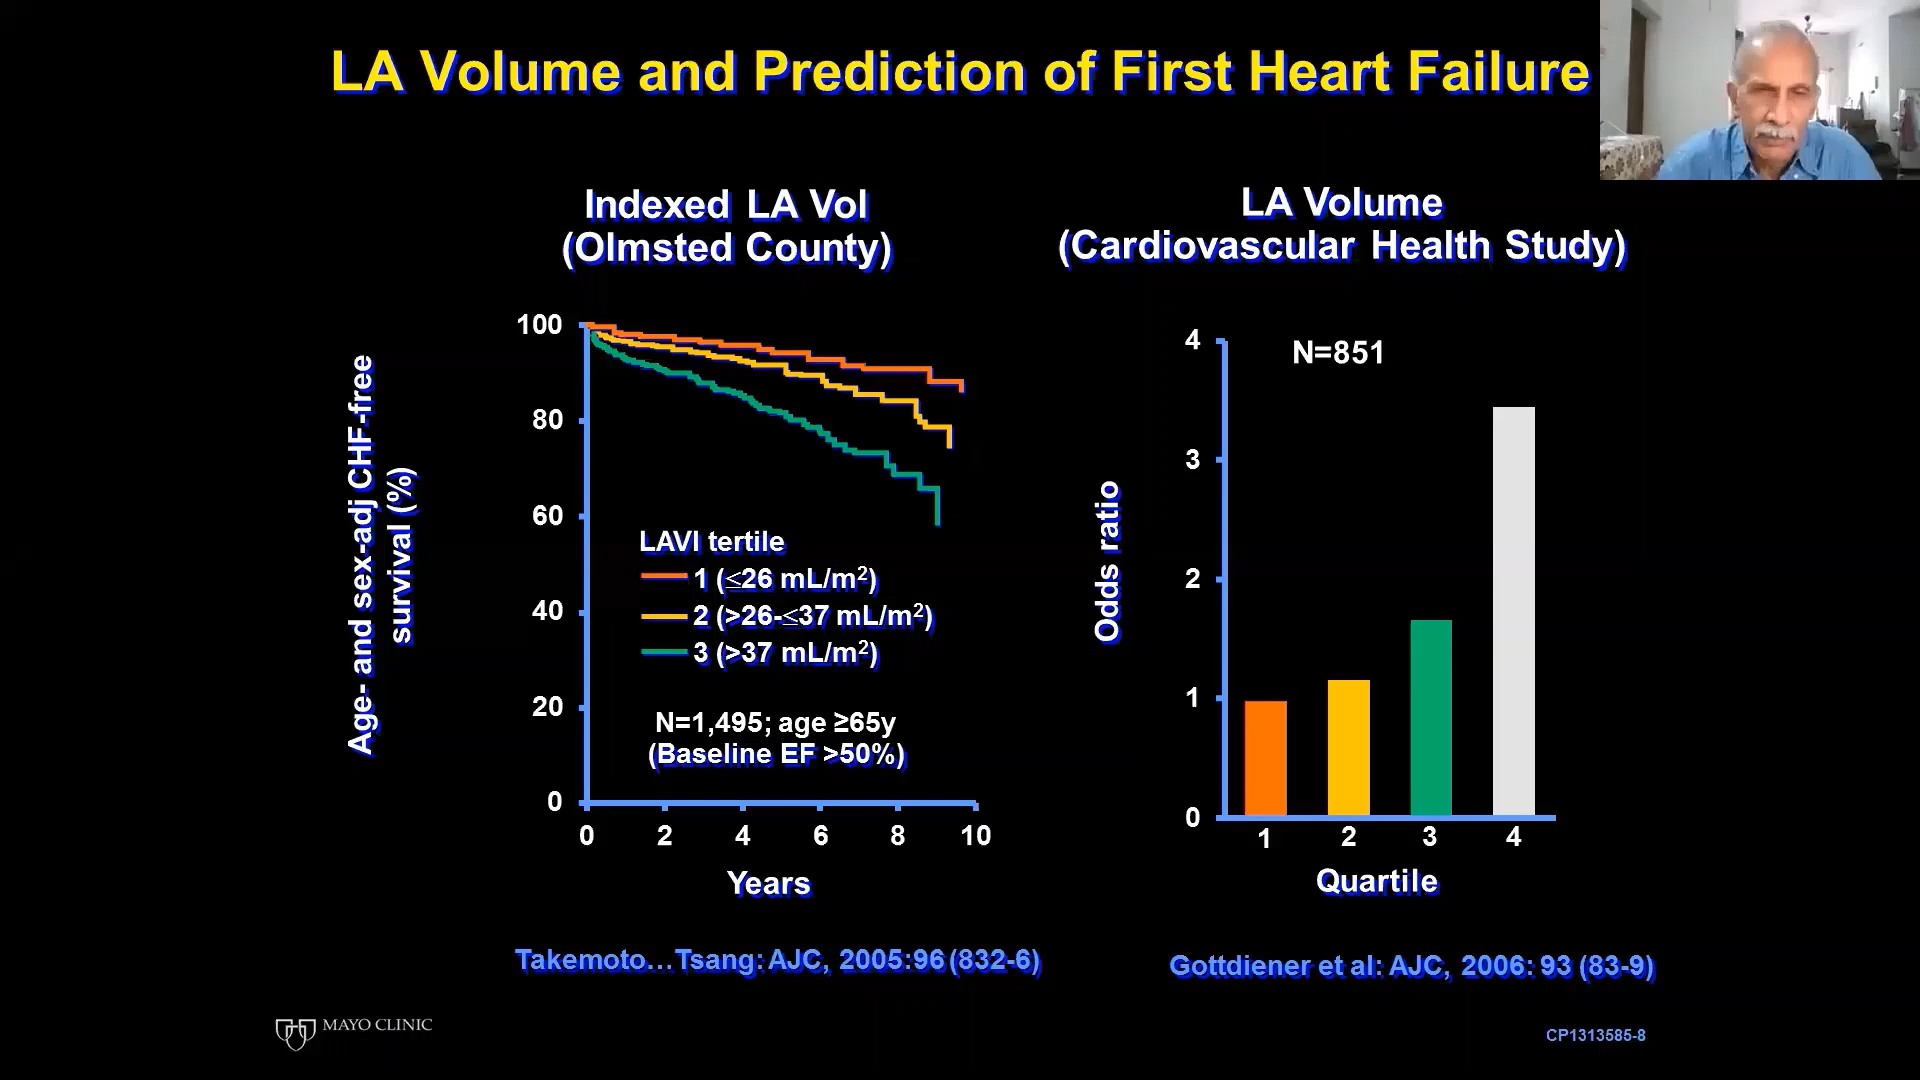 LA Volume and Prediction of First Heart Failure
Indexed LA Vol
(Olmsted County)
Age- and sex-adj CHF-free
survival (%)
100
80
60
40
20
0
LAVI tertile
1 (≤26 mL/m²)
2 (>26-≤37 mL/m²)
3 (>37 mL/m²)
N=1,495; age ≥65y
(Baseline EF >50%)
0 2 4 6 8 10
Years
Takemoto…Tsang: AJC, 2005:96 (832-6)
LA Volume
(Cardiovascular Health Study)
Odds ratio
4
3
2
1
0
N=851
1 2 3 4
Quartile
Gottdiener et al: AJC, 2006: 93 (83-9)
MAYO CLINIC
CP1313585-8